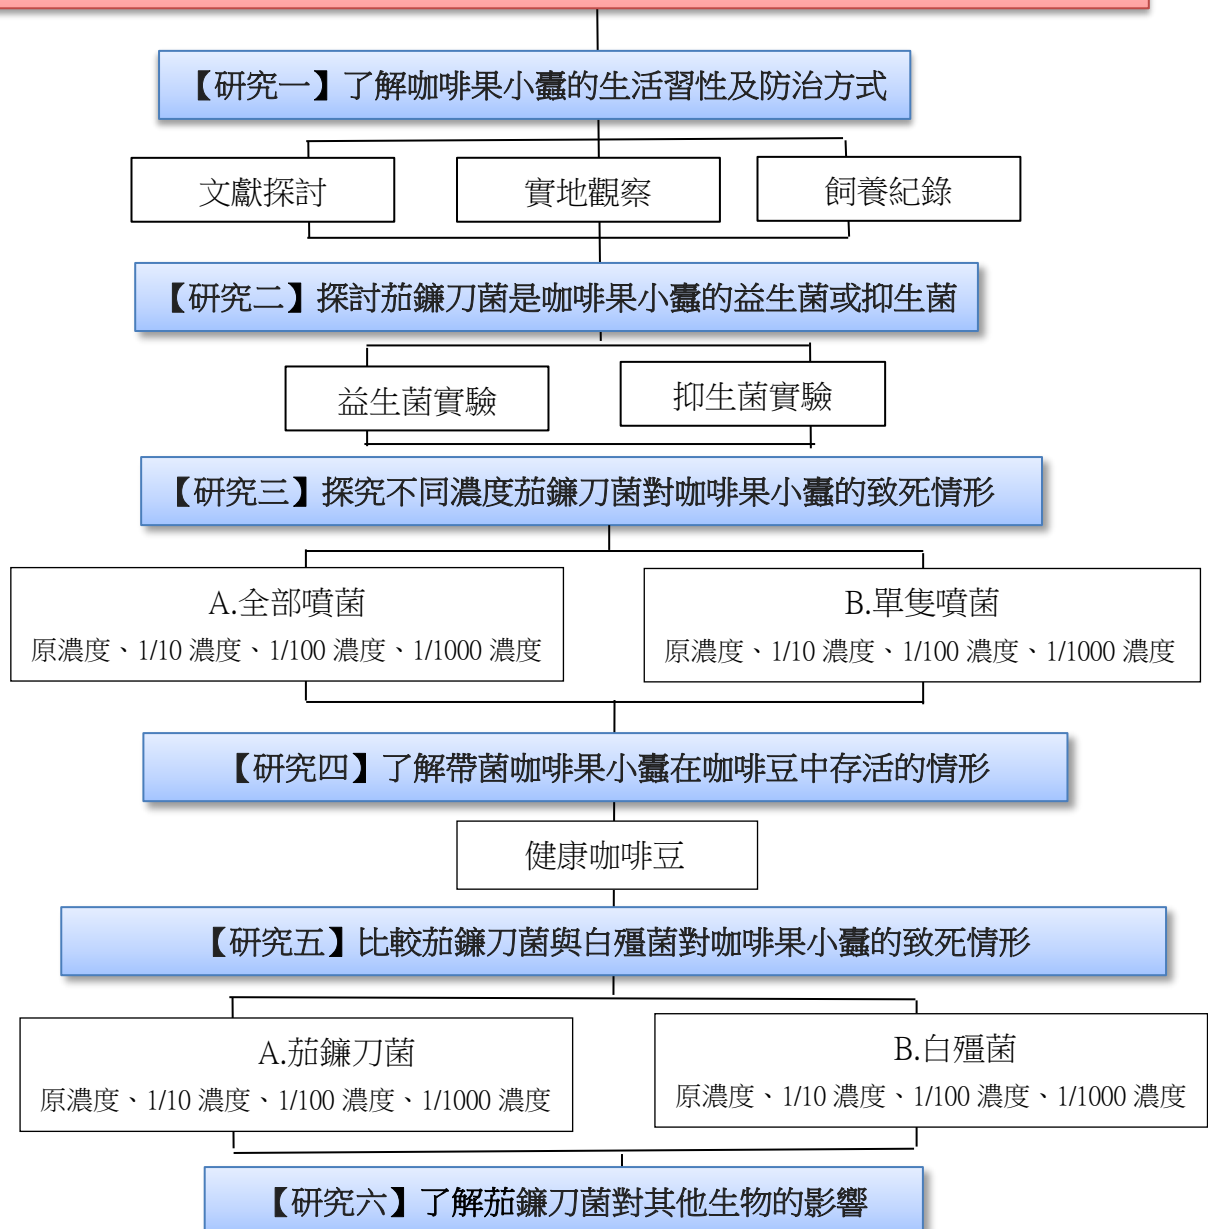 【研究一】了解咖啡果小蠹的生活習性及防治方式
文獻探討
實地觀察
飼養紀錄
【研究二】探討茄鐮刀菌是咖啡果小蠹的益生菌或抑生菌
益生菌實驗
抑生菌實驗
【研究三】探究不同濃度茄鐮刀菌對咖啡果小蠹的致死情形
A.全部噴菌
原濃度、1/10 濃度、1/100 濃度、1/1000 濃度
B.單隻噴菌
原濃度、1/10 濃度、1/100 濃度、1/1000 濃度
【研究四】了解帶菌咖啡果小蠹在咖啡豆中存活的情形
健康咖啡豆
【研究五】比較茄鐮刀菌與白殭菌對咖啡果小蠹的致死情形
A.茄鐮刀菌
原濃度、1/10 濃度、1/100 濃度、1/1000 濃度
B.白殭菌
原濃度、1/10 濃度、1/100 濃度、1/1000 濃度
【研究六】了解茄鐮刀菌對其他生物的影響